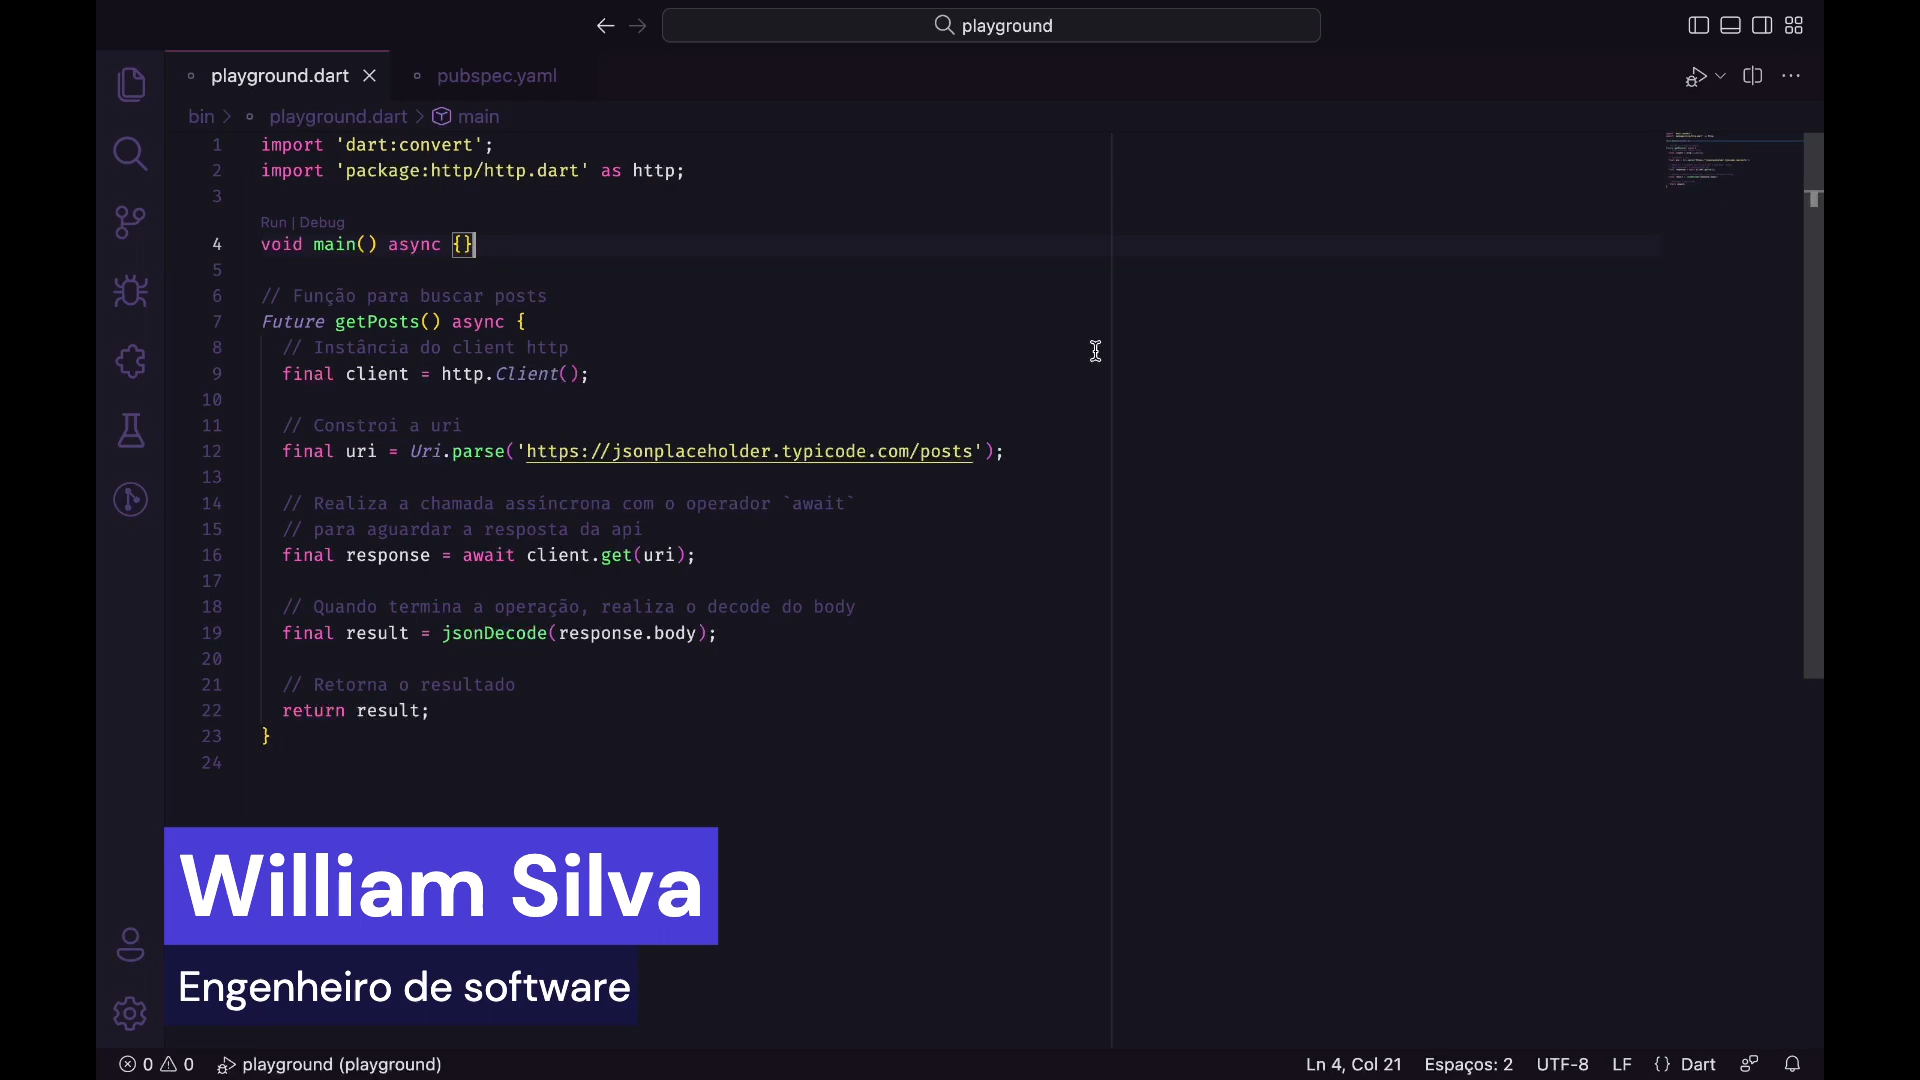 playground
playground.dart
pubspec.yaml
bin > playground.dart > main
1 import 'dart:convert';
2 import 'package:http/http.dart' as http;
3
Run | Debug
4 void main() async {}
5
6 // Função para buscar posts
7 Future getPosts() async {
8 // Instância do client http
9 final client = http.Client();
10
11 // Constroi a uri
12 final uri = Uri.parse('https://jsonplaceholder.typicode.com/posts');
13
14 // Realiza a chamada assíncrona com o operador `await`
15 // para aguardar a resposta da api
16 final response = await client.get(uri);
17
18 // Quando termina a operação, realiza o decode do body
19 final result = jsonDecode(response.body);
20
21 // Retorna o resultado
22 return result;
23 }
24
William Silva
Engenheiro de software
0 0 playground (playground) Ln 4, Col 21 Espaços: 2 UTF-8 LF {} Dart